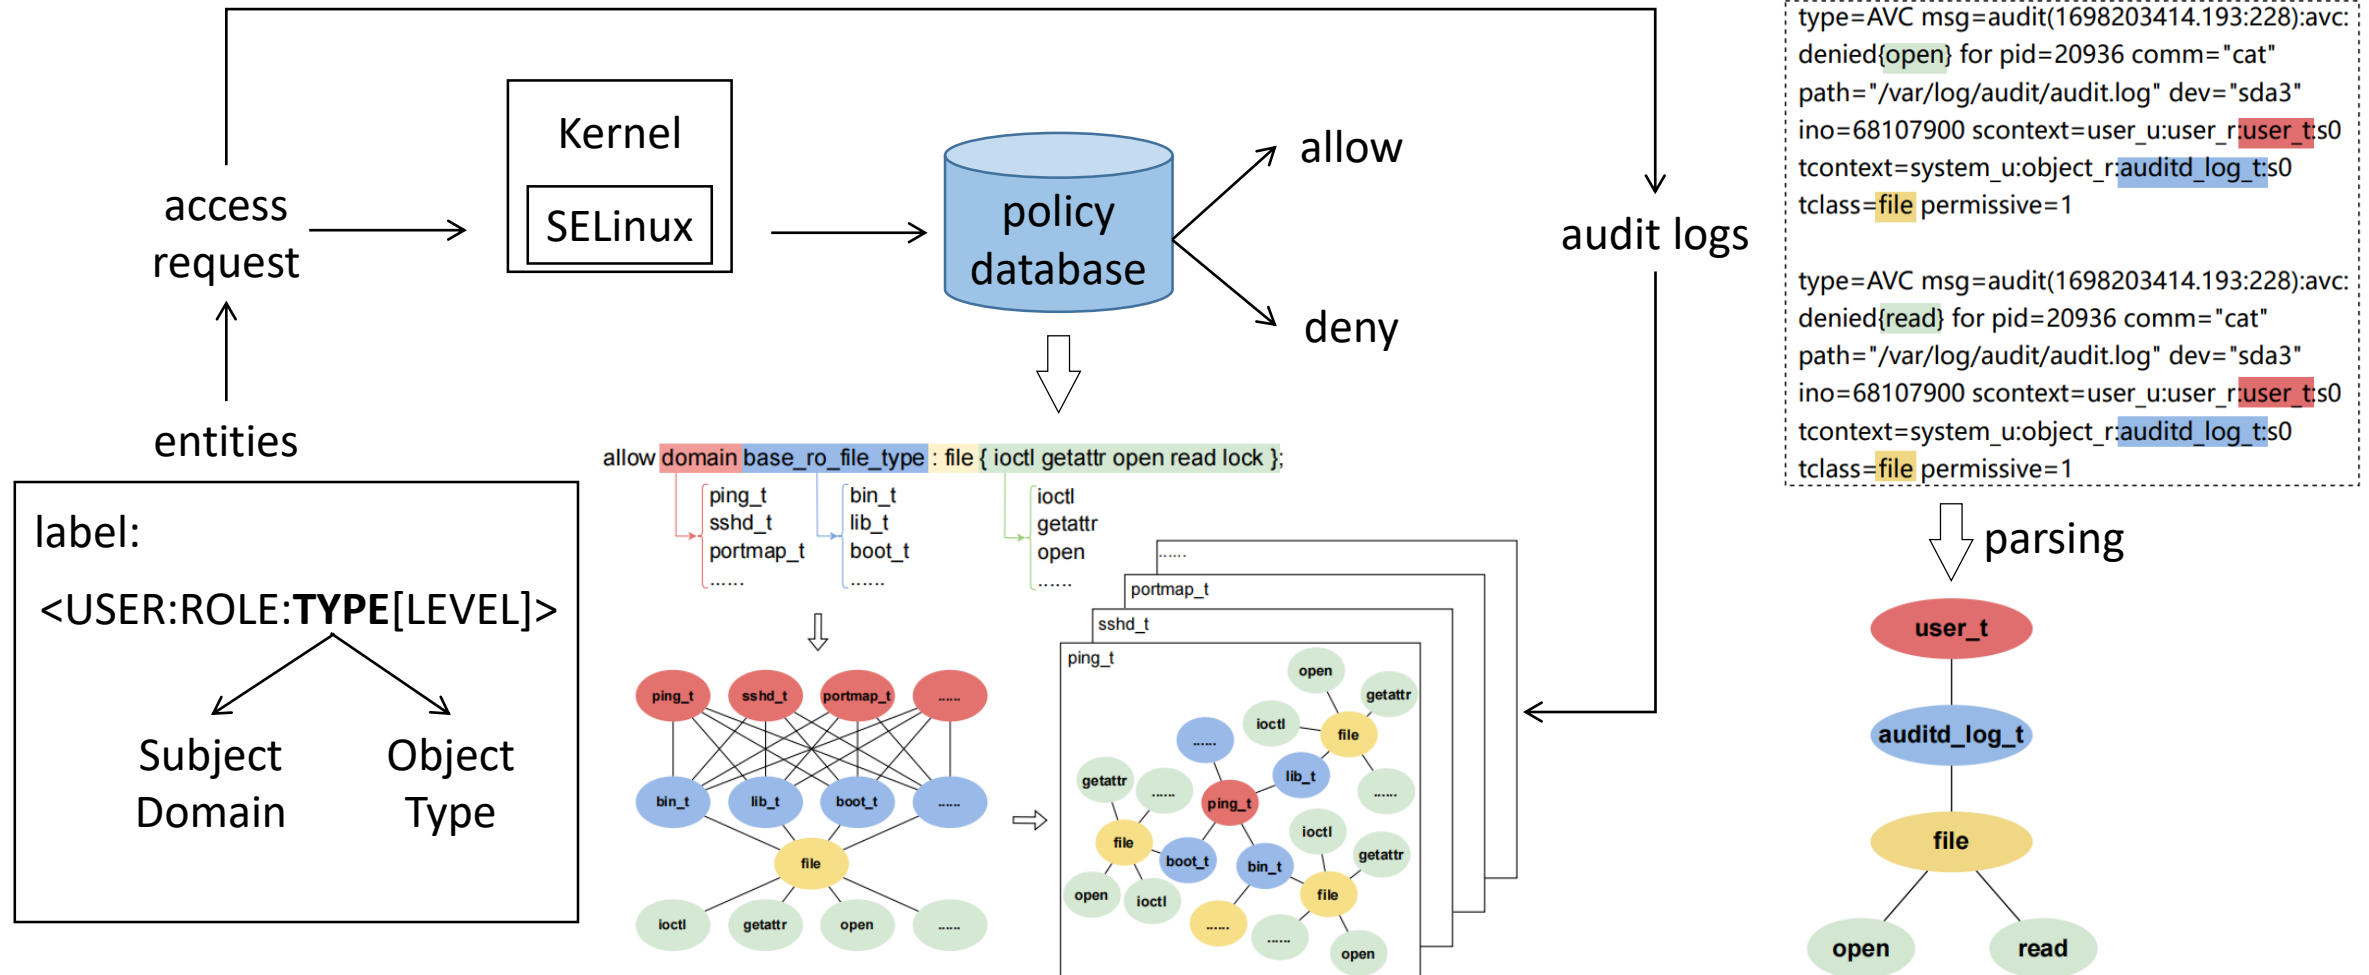 access
request
entities
label:
<USER:ROLE:TYPE[LEVEL]>
Subject
Domain
Object
Type
Kernel
SELinux
policy
database
allow
deny
audit logs
allow domain base_ro_file_type : file { ioctl getattr open read lock };
ping_t
sshd_t
portmap_t
......
bin_t
lib_t
boot_t
......
ioctl
getattr
open
......
ping_t
sshd_t
portmap_t
......
bin_t
lib_t
boot_t
......
file
ioctl
getattr
open
......
......
portmap_t
sshd_t
ping_t
open
getattr
ioctl
file
......
lib_t
......
getattr
......
ping_t
file
boot_t
open
ioctl
bin_t
ioctl
getattr
file
......
......
open
type=AVC msg=audit(1698203414.193:228):avc:
denied{open} for pid=20936 comm="cat"
path="/var/log/audit/audit.log" dev="sda3"
ino=68107900 scontext=user_u:user_r:user_t:s0
tcontext=system_u:object_r:auditd_log_t:s0
tclass=file permissive=1
type=AVC msg=audit(1698203414.193:228):avc:
denied{read} for pid=20936 comm="cat"
path="/var/log/audit/audit.log" dev="sda3"
ino=68107900 scontext=user_u:user_r:user_t:s0
tcontext=system_u:object_r:auditd_log_t:s0
tclass=file permissive=1
parsing
user_t
auditd_log_t
file
open
read